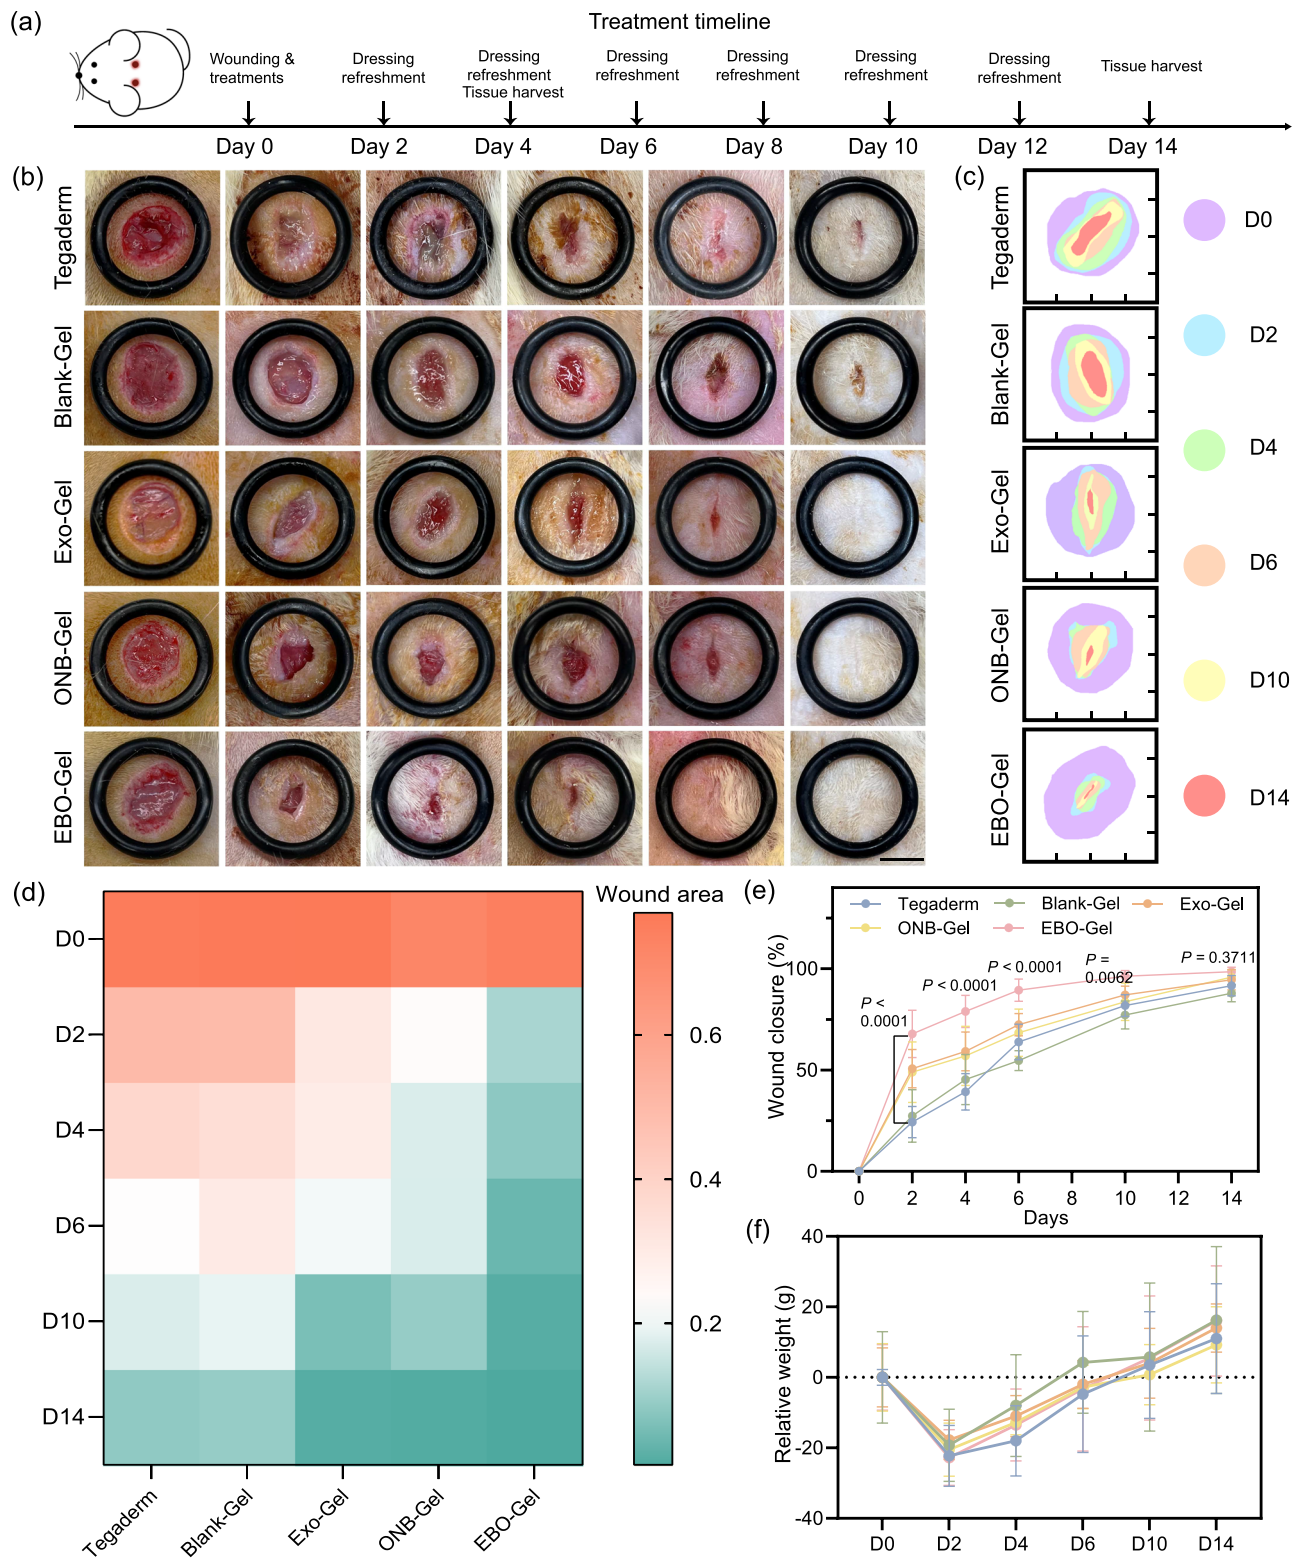 (a)
Treatment timeline
Wounding &
treatments
Dressing
refreshment
Dressing
refreshment
Tissue harvest
Dressing
refreshment
Dressing
refreshment
Dressing
refreshment
Dressing
refreshment
Tissue harvest
Day 0
Day 2
Day 4
Day 6
Day 8
Day 10
Day 12
Day 14
(b)
Tegaderm
Blank-Gel
Exo-Gel
ONB-Gel
EBO-Gel
(c)
Tegaderm
Blank-Gel
Exo-Gel
ONB-Gel
EBO-Gel
D0
D2
D4
D6
D10
D14
(d)
Wound area
D0
D2
D4
D6
D10
D14
0.6
0.4
0.2
Tegaderm
Blank-Gel
Exo-Gel
ONB-Gel
EBO-Gel
(e)
Tegaderm
Blank-Gel
Exo-Gel
ONB-Gel
EBO-Gel
Wound closure (%)
100
50
0
P <
0.0001
P < 0.0001
P < 0.0001
P =
0.0062
P = 0.3711
0 2 4 6 8 10 12 14
Days
(f)
Relative weight (g)
40
20
0
-20
-40
D0 D2 D4 D6 D10 D14